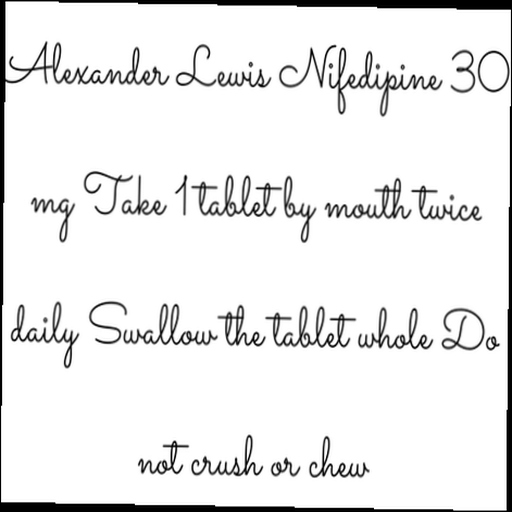 Alexander Lewis Nifedipine 30
mg Take 1 tablet by mouth twice
daily Swallow the tablet whole Do
not crush or chew